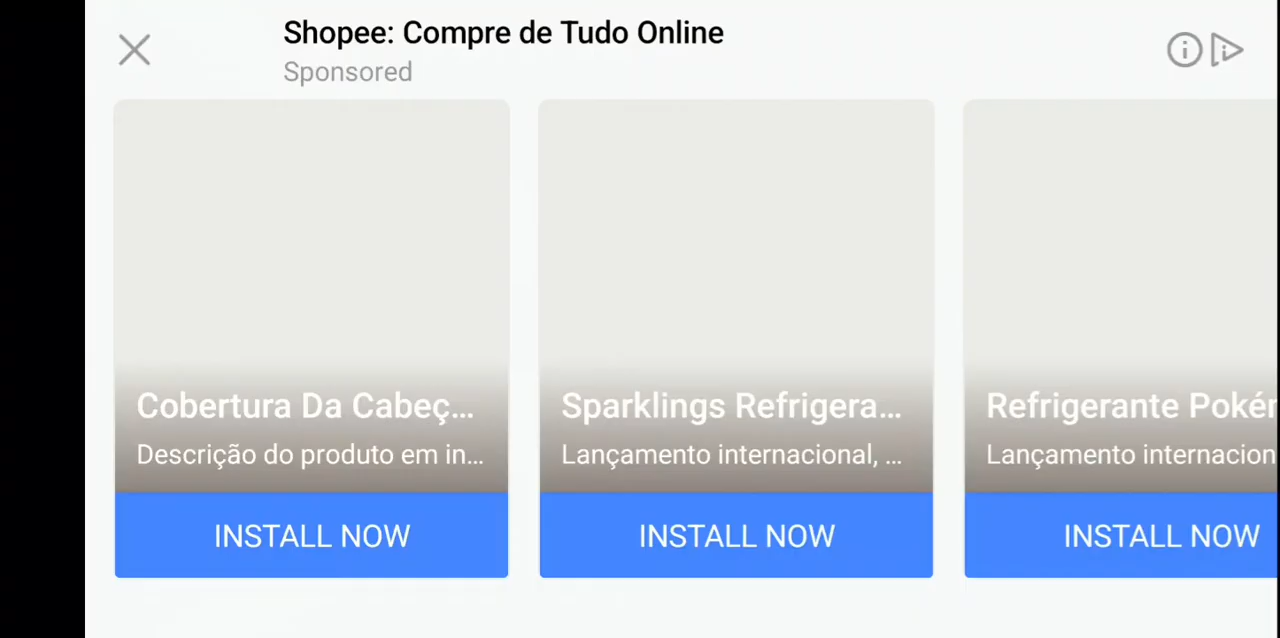 Shopee: Compre de Tudo Online
Sponsored
Cobertura Da Cabeç...
Descrição do produto em in...
INSTALL NOW
Sparklings Refrigera...
Lançamento internacional, ...
INSTALL NOW
Refrigerante Pokér
Lançamento internacion
INSTALL NOW